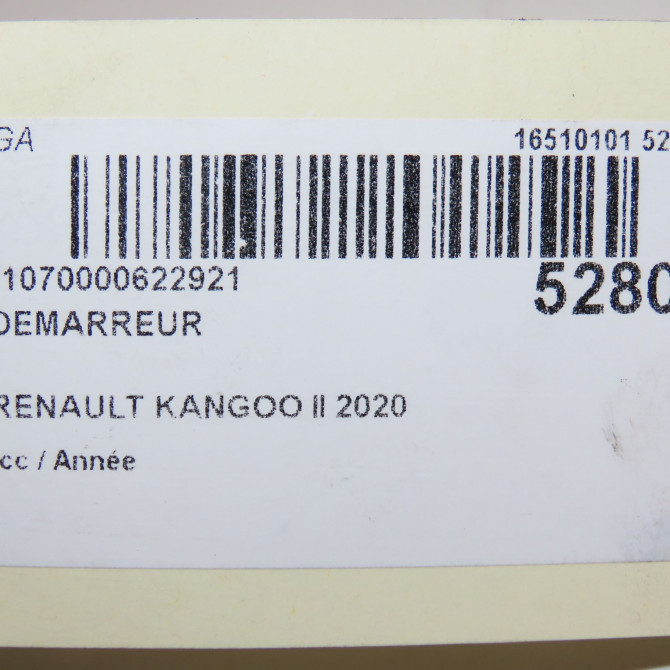 GA 16510101 52
1070000622921
5280
DEMARREUR
RENAULT KANGOO II 2020
cc / Année